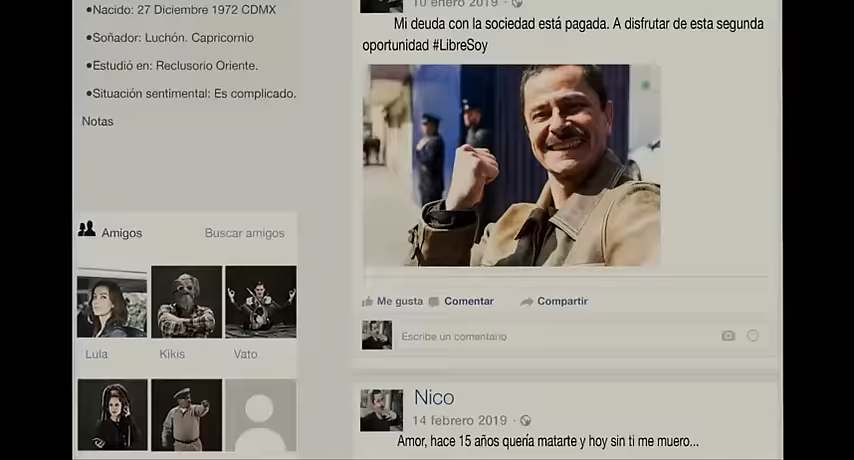 •Nacido: 27 Diciembre 1972 CDMX
•Soñador: Luchón. Capricornio
•Estudió en: Reclusorio Oriente.
•Situación sentimental: Es complicado.
Notas
Amigos
Buscar amigos
Lula
Kikis
Vato
10 enero 2019 ·
Mi deuda con la sociedad está pagada. A disfrutar de esta segunda
oportunidad #LibreSoy
Me gusta Comentar Compartir
Escribe un comentario
Nico
14 febrero 2019 ·
Amor, hace 15 años quería matarte y hoy sin ti me muero...